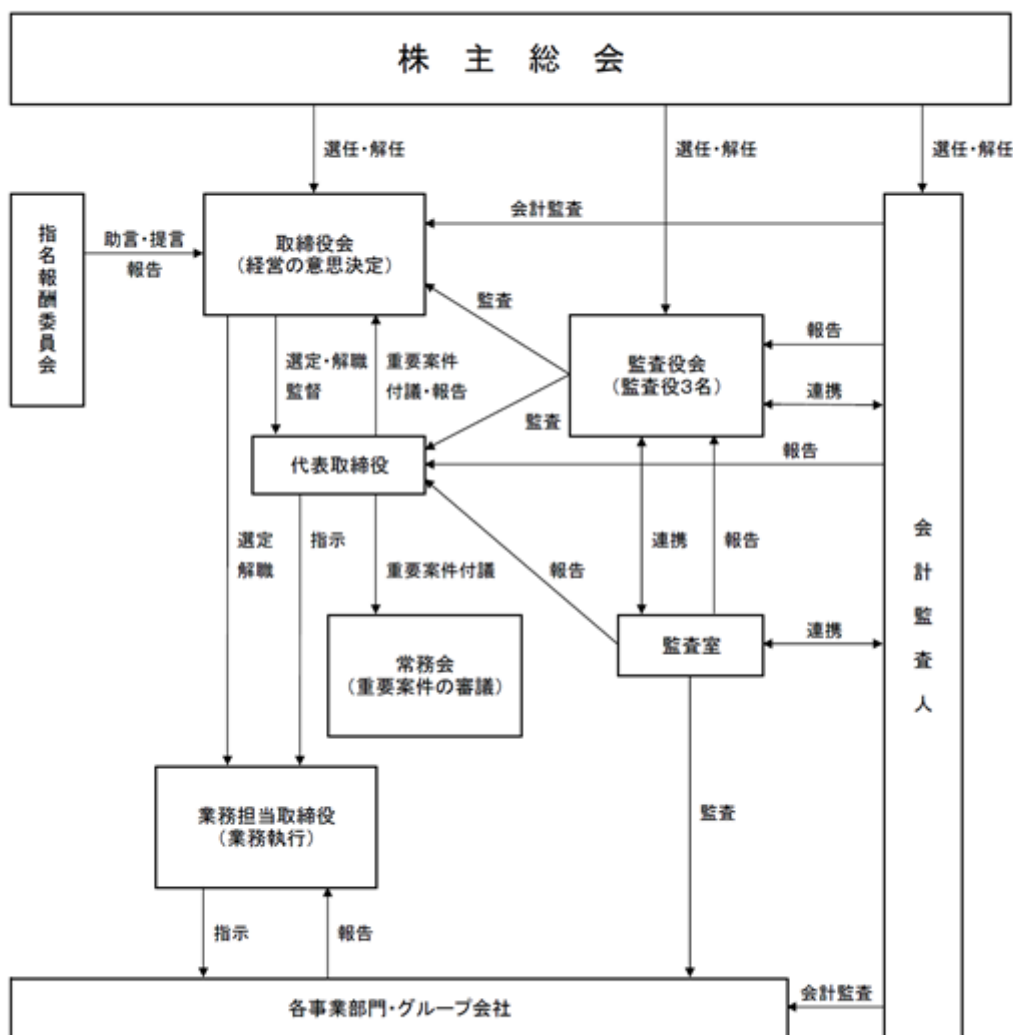 株 主 総 会
選任・解任
選任・解任
選任・解任
指名報酬委員会
助言・提言
報告
取締役会
（経営の意思決定）
会計監査
監査
監査役会
（監査役3名）
報告
連携
選定・解職
監督
重要案件
付議・報告
監査
代表取締役
報告
選定
解職
指示
重要案件付議
報告
連携
報告
会計監査人
常務会
（重要案件の審議）
監査室
連携
業務担当取締役
（業務執行）
監査
指示
報告
各事業部門・グループ会社
会計監査